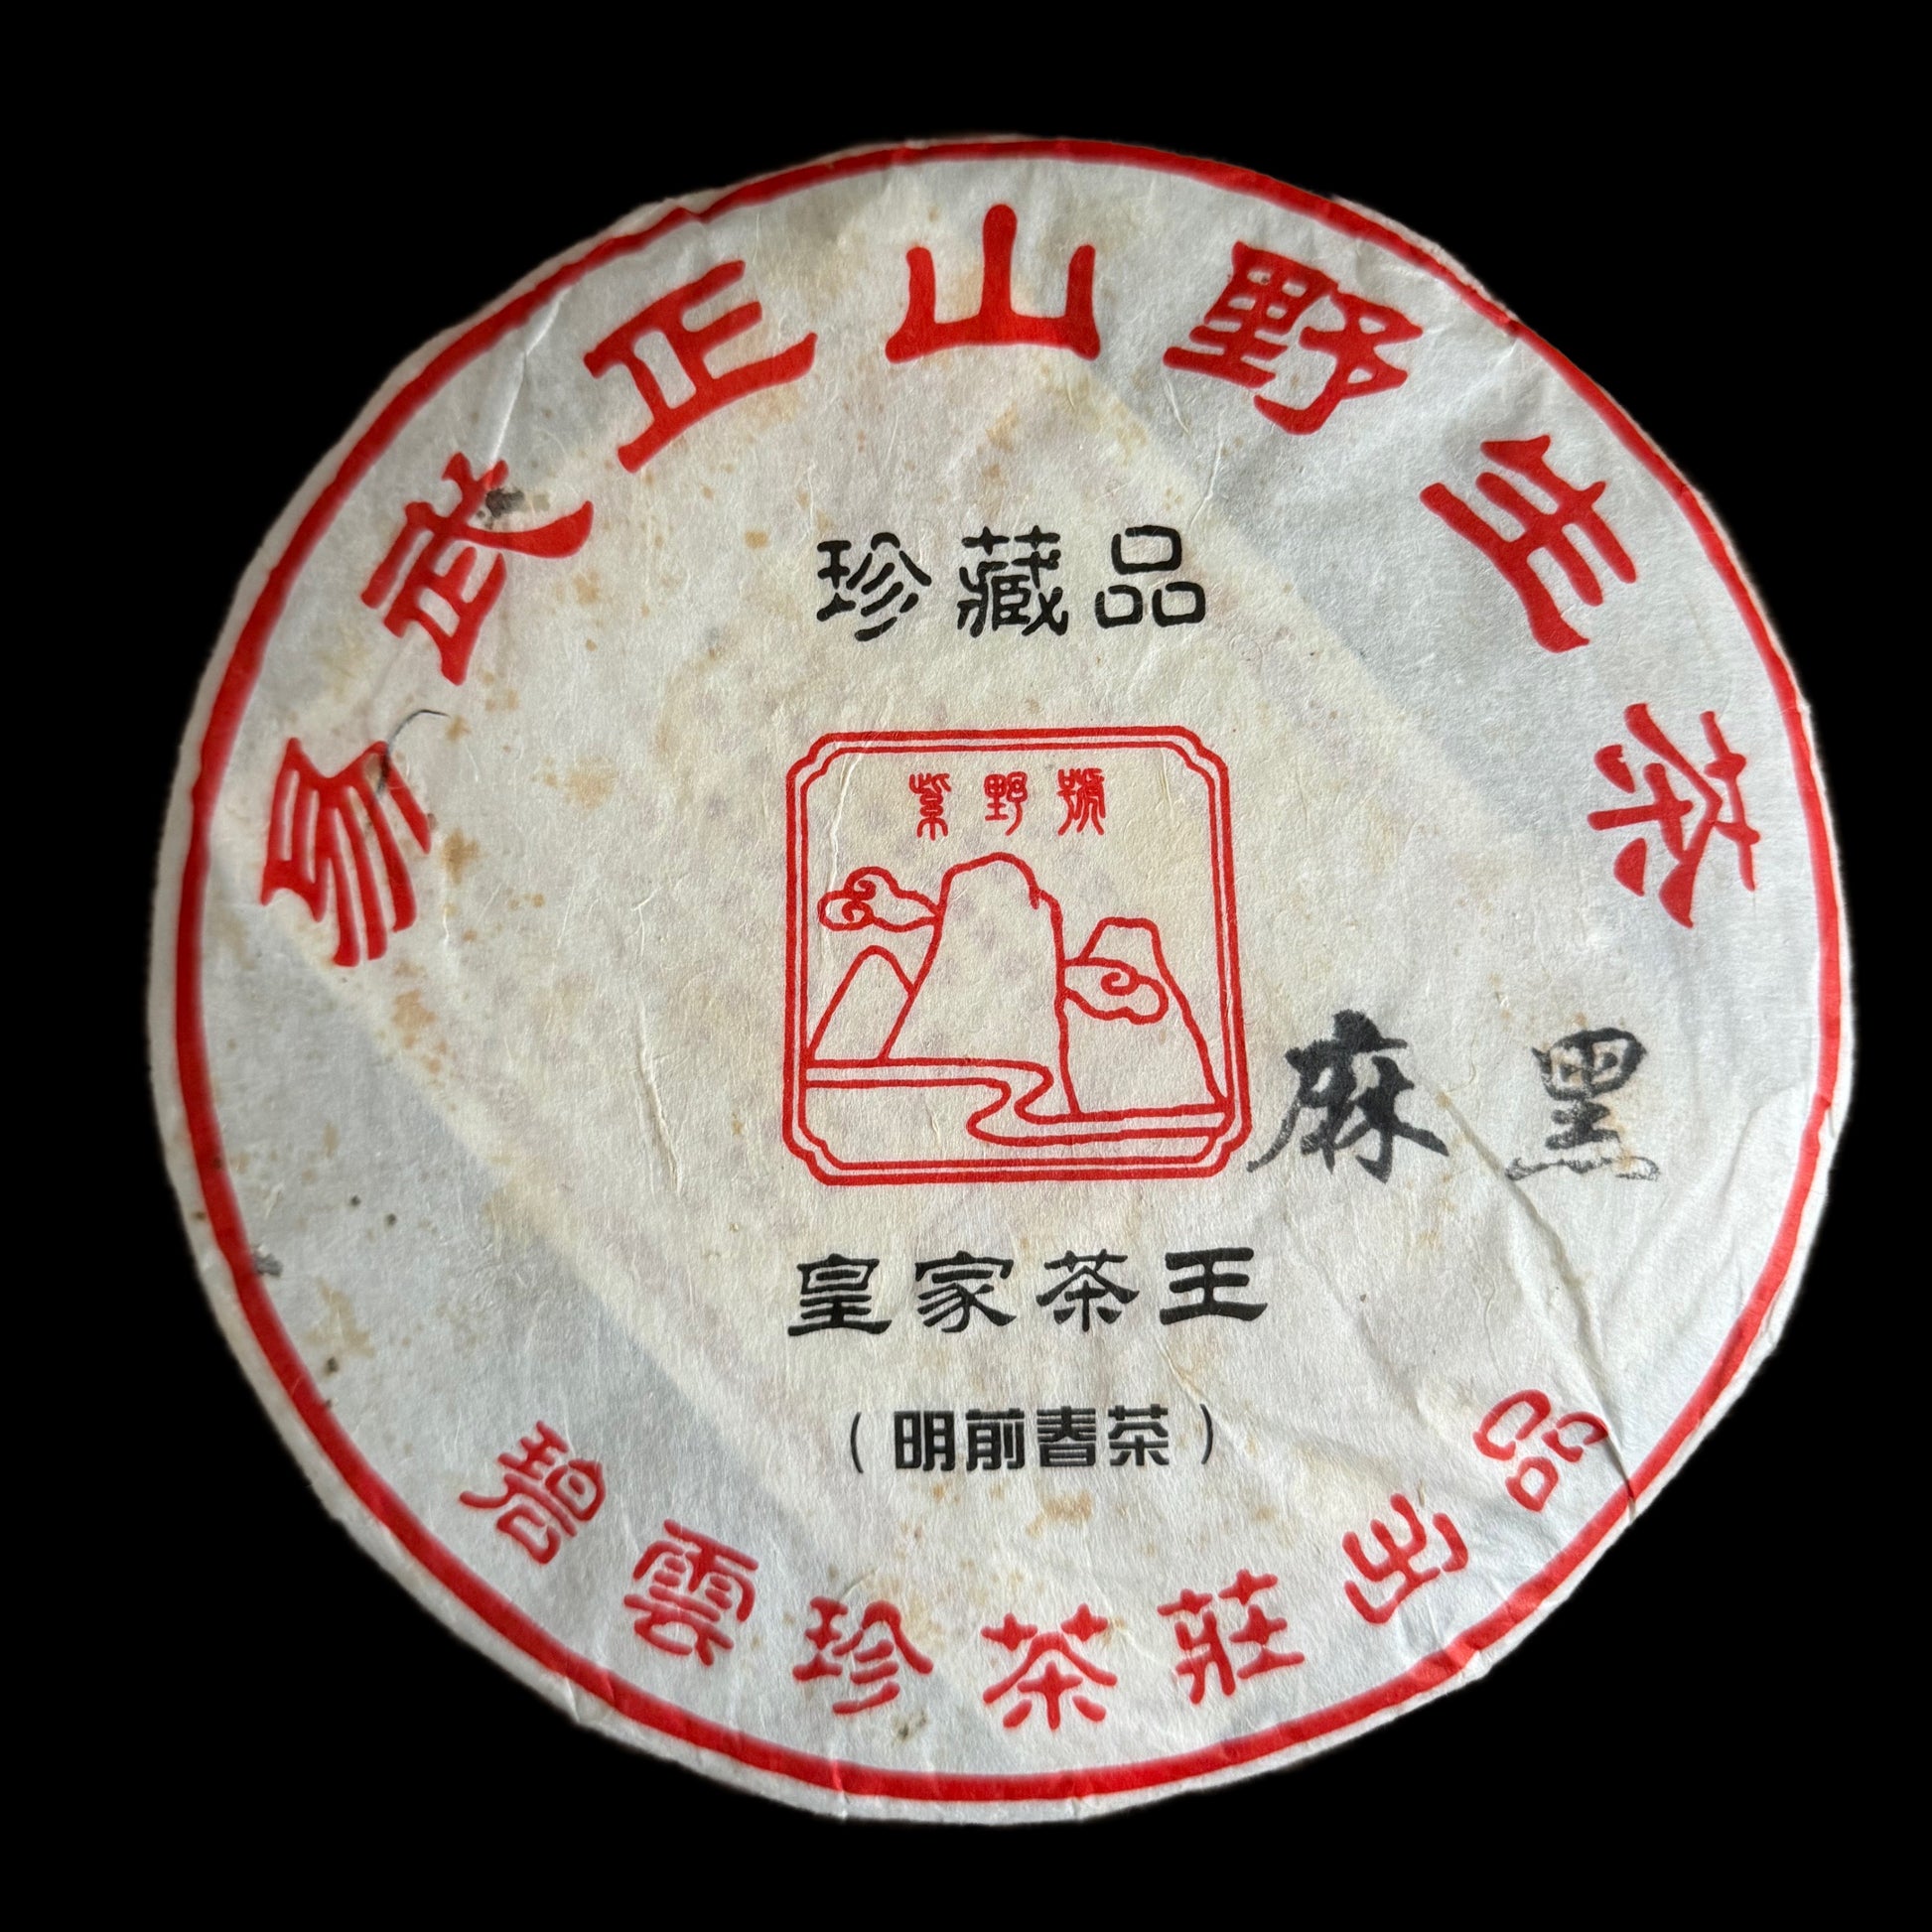 易武正山野生茶
珍藏品
紫野號
麻黑
皇家茶王
（明前春茶）
碧雲珍茶莊出品